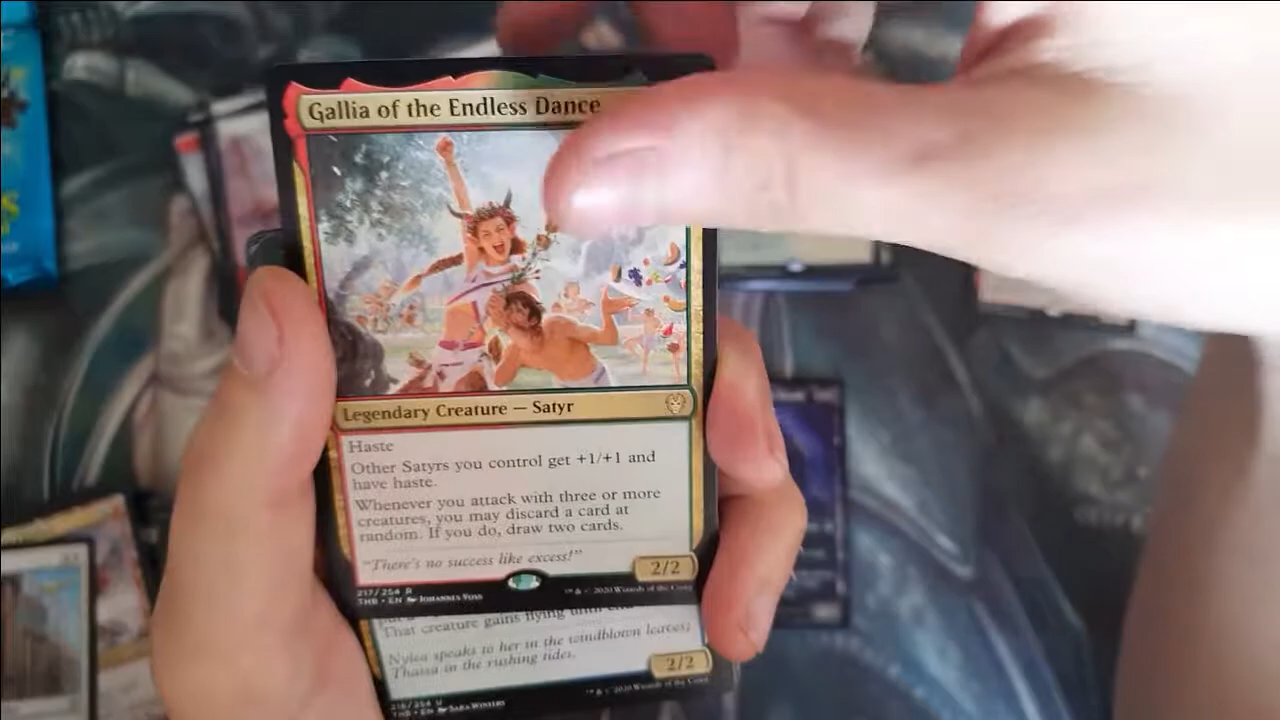 Gallia of the Endless Dance
Legendary Creature — Satyr
Haste
Other Satyrs you control get +1/+1 and
have haste.
Whenever you attack with three or more
creatures, you may discard a card at
random. If you do, draw two cards.
"There's no success like excess!"
2/2
217/254 R
THB • EN JOHANNES VOSS
™ & © 2020 Wizards of the Coast
That creature gains flying until
Nylea speaks to her in the windblown leaves;
Thassa in the rushing tides.
2/2
216/254 U
THB • EN SARA WINTERS
™ & © 2020 Wizards of the Coast